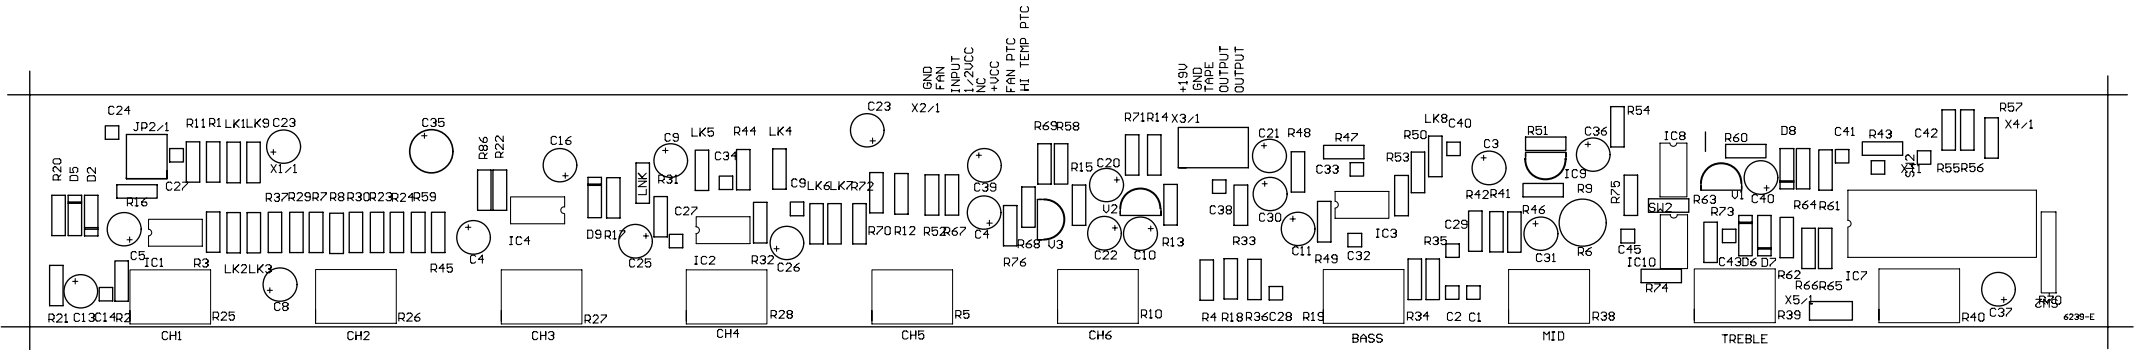 GND
FAN
INPUT
1/2VCC
NC
+VCC
FAN PTC
HI TEMP PTC
+19V
GND
TAPE
OUTPUT
OUTPUT
C24
JP2/1
R11
R1
LK1
LK9
C23
C35
R86
R22
C16
C9
LK5
R44
LK4
C23
X2/1
R69
R58
R71
R14
X3/1
C21
R48
R47
R50
LK8
C40
C3
R51
C36
R54
IC8
R60
D8
C41
R43
C42
R57
X4/1
R20
D5
D2
C27
X1/1
R31
LNK
C34
C9
LK6
LK7
R72
C39
R15
C20
C33
R53
R42
R41
IC9
R9
R75
SW2
R55
R56
R16
R37
R29
R7
R8
R30
R23
R24
R59
C27
R63
V1
C40
R64
R61
C5
IC4
D9
R17
C4
R68
V3
V2
C38
C30
C29
R46
R73
IC1
R3
LK2
LK3
R45
C4
C25
IC2
R32
C26
R70
R12
R52
R67
R76
C22
C10
R13
R33
C11
R49
C32
IC3
R35
C31
R6
C45
IC10
C43
D6
D7
R62
R66
R65
IC7
R21
C13
C14
R2
R25
C8
R26
R27
R28
R5
R10
R4
R18
R36
C28
R19
R34
C2
C1
R38
R74
R39
X5/1
R40
C37
R70
6239-E
CH1
CH2
CH3
CH4
CH5
CH6
BASS
MID
TREBLE